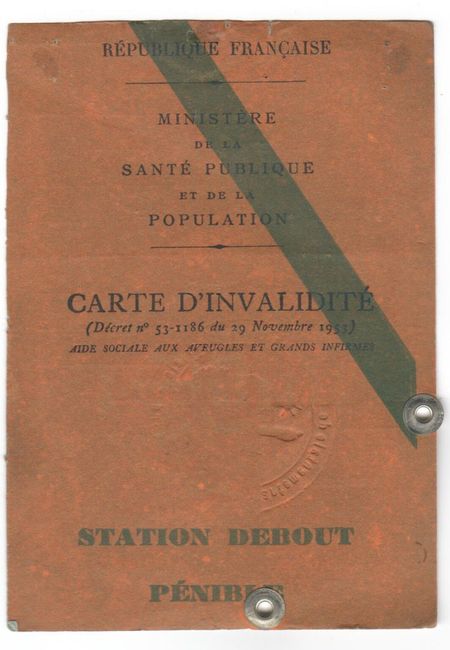 RÉPUBLIQUE FRANÇAISE
MINISTÈRE
DE LA
SANTÉ PUBLIQUE
ET DE LA
POPULATION
CARTE D'INVALIDITÉ
(Décret nº 53-1186 du 29 Novembre 1953)
AIDE SOCIALE AUX AVEUGLES ET GRANDS INFIRMES
STATION DEBOUT
PÉNIBLE